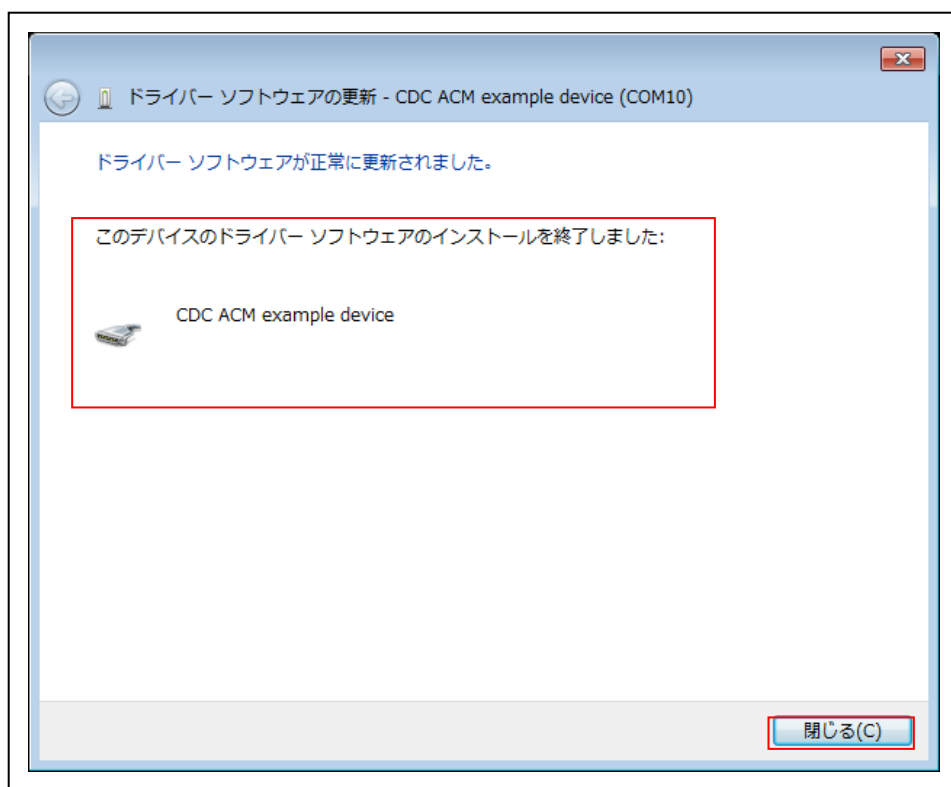 ドライバー ソフトウェアの更新 - CDC ACM example device (COM10)
ドライバー ソフトウェアが正常に更新されました。
このデバイスのドライバー ソフトウェアのインストールを終了しました:
CDC ACM example device
閉じる(C)